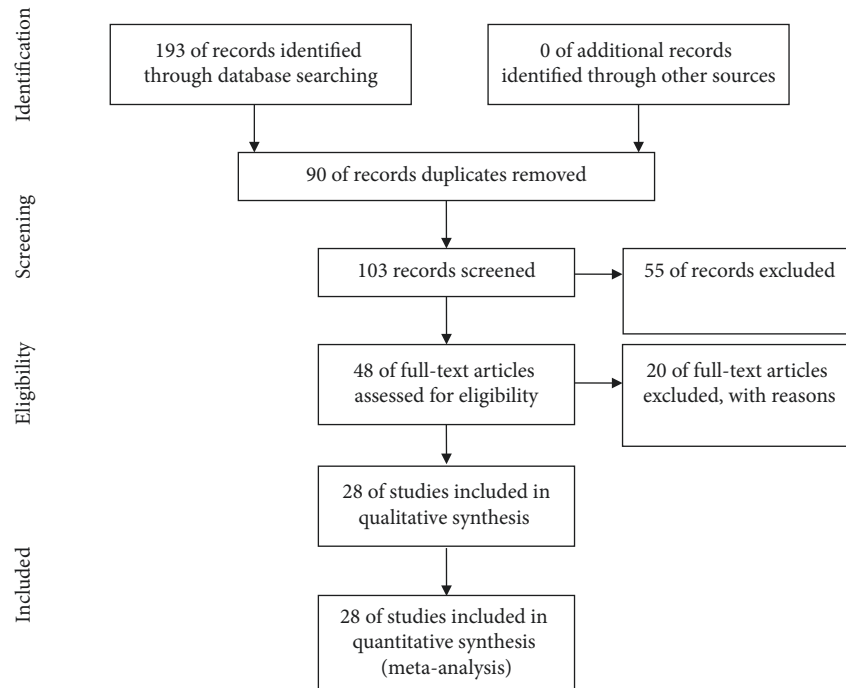 Identification
193 of records identified
through database searching
0 of additional records
identified through other sources
90 of records duplicates removed
Screening
103 records screened
55 of records excluded
Eligibility
48 of full-text articles
assessed for eligibility
20 of full-text articles
excluded, with reasons
28 of studies included in
qualitative synthesis
Included
28 of studies included in
quantitative synthesis
(meta-analysis)